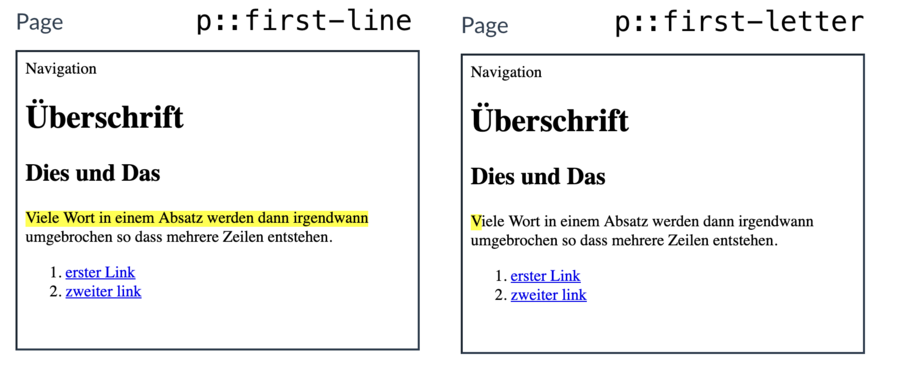 Page
p::first-line
Navigation
Überschrift
Dies und Das
Viele Wort in einem Absatz werden dann irgendwann
umgebrochen so dass mehrere Zeilen entstehen.
1. erster Link
2. zweiter link
Page
p::first-letter
Navigation
Überschrift
Dies und Das
Viele Wort in einem Absatz werden dann irgendwann
umgebrochen so dass mehrere Zeilen entstehen.
1. erster Link
2. zweiter link